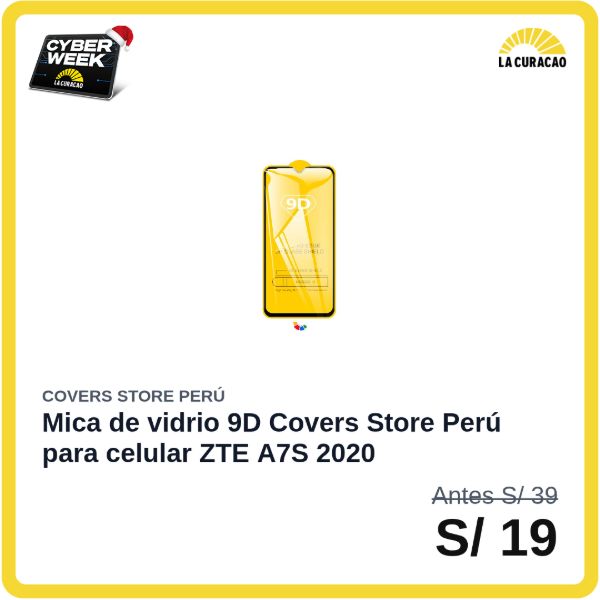 CYBER
WEEK
LA CURACAO
LA CURACAO
9D
COVERS STORE PERÚ
Mica de vidrio 9D Covers Store Perú
para celular ZTE A7S 2020
Antes S/ 39
S/ 19